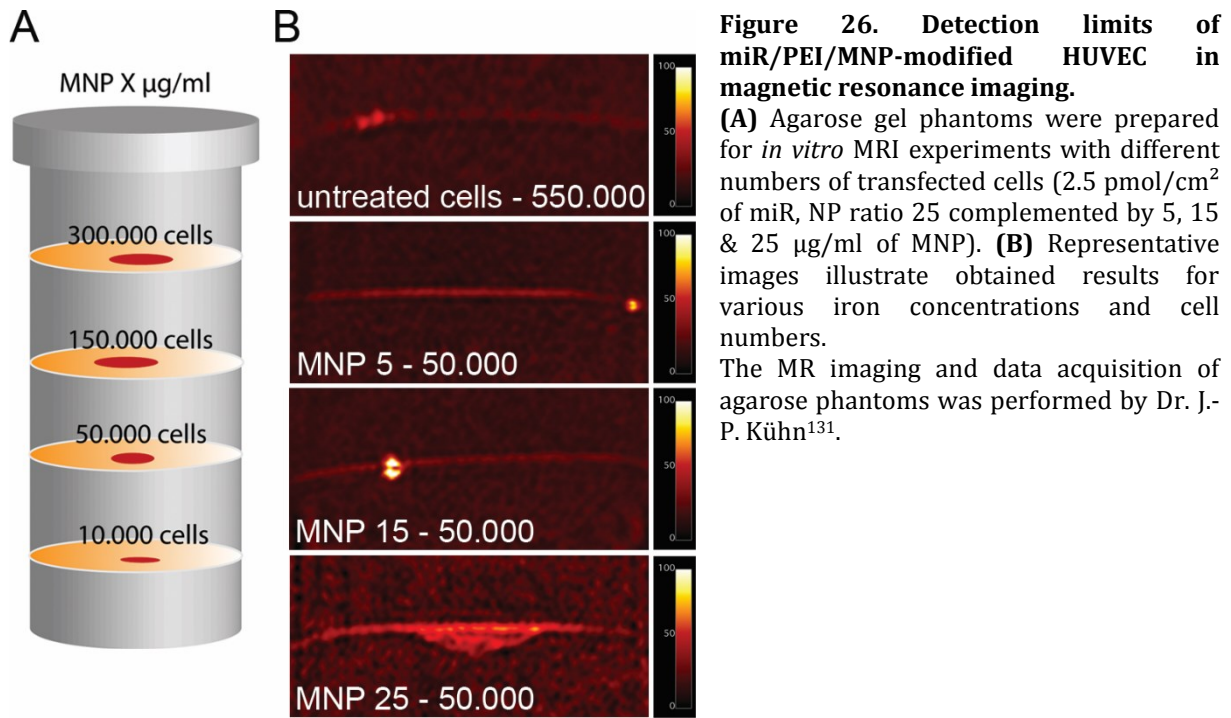 A
MNP X µg/ml
300.000 cells
150.000 cells
50.000 cells
10.000 cells
B
untreated cells - 550.000
100
50
0
MNP 5 - 50.000
100
50
0
MNP 15 - 50.000
100
50
0
MNP 25 - 50.000
100
50
0
Figure 26. Detection limits of
miR/PEI/MNP-modified HUVEC in
magnetic resonance imaging.
(A) Agarose gel phantoms were prepared
for in vitro MRI experiments with different
numbers of transfected cells (2.5 pmol/cm²
of miR, NP ratio 25 complemented by 5, 15
& 25 µg/ml of MNP). (B) Representative
images illustrate obtained results for
various iron concentrations and cell
numbers.
The MR imaging and data acquisition of
agarose phantoms was performed by Dr. J.-
P. Kühn¹³¹.